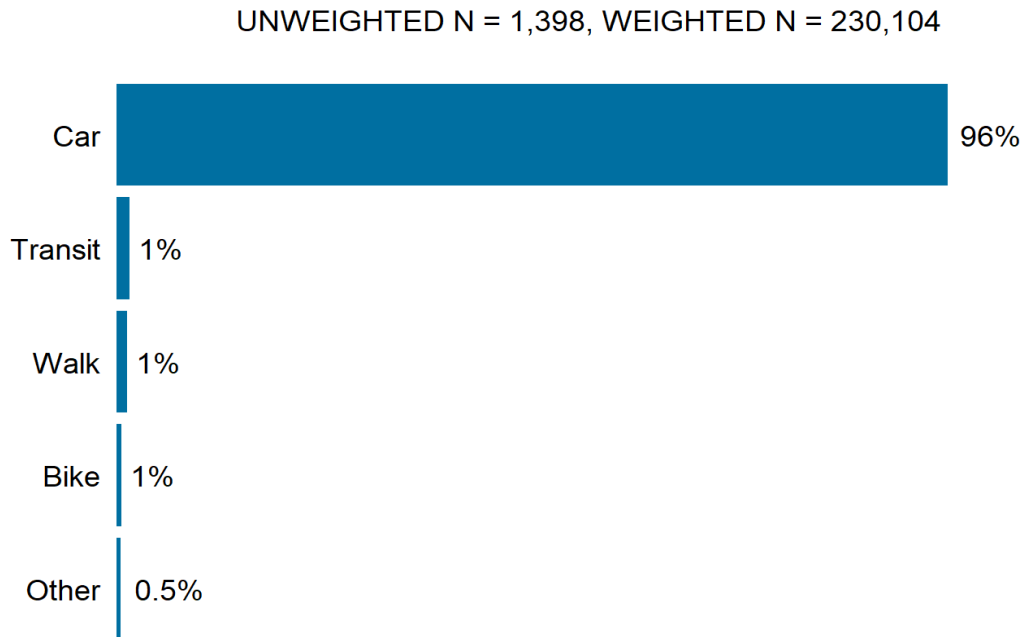 UNWEIGHTED N = 1,398, WEIGHTED N = 230,104
Car 96%
Transit 1%
Walk 1%
Bike 1%
Other 0.5%